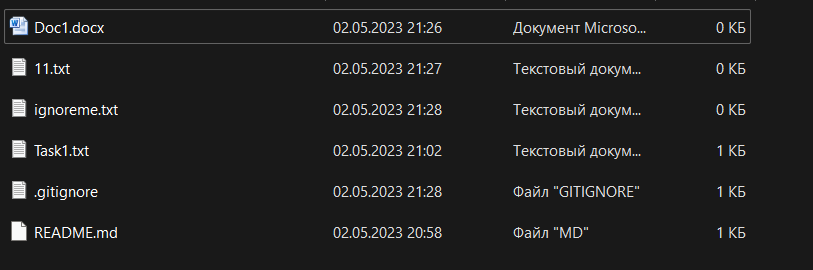 Doc1.docx 02.05.2023 21:26 Документ Microso... 0 КБ
11.txt 02.05.2023 21:27 Текстовый докум... 0 КБ
ignoreme.txt 02.05.2023 21:28 Текстовый докум... 0 КБ
Task1.txt 02.05.2023 21:02 Текстовый докум... 1 КБ
.gitignore 02.05.2023 21:28 Файл "GITIGNORE" 1 КБ
README.md 02.05.2023 20:58 Файл "MD" 1 КБ